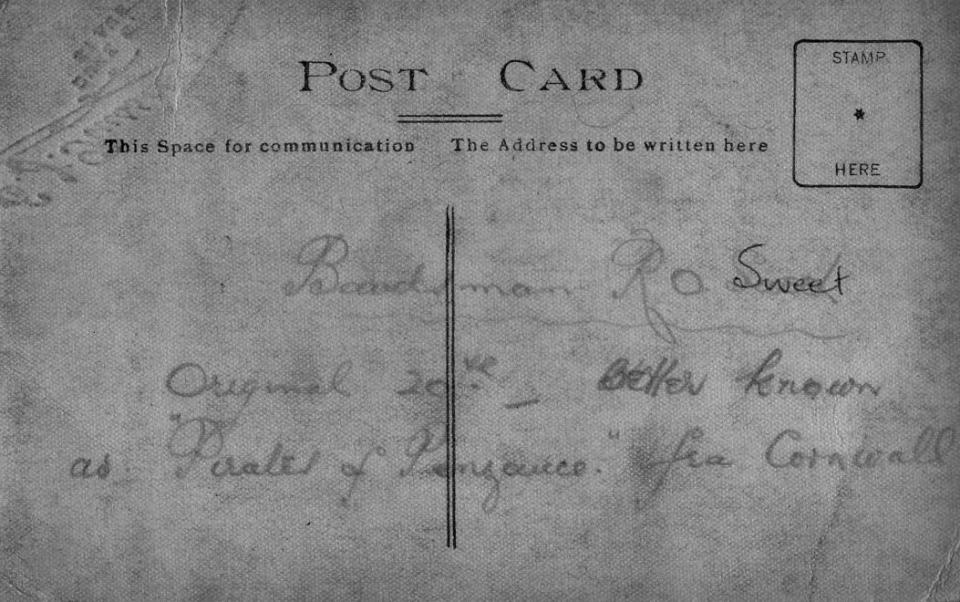 POST CARD
STAMP
HERE
This Space for communication
The Address to be written here
Bandsman R O. Sweet
Original 20th _ better known
as "Pirates of Penzance."
Cornwall